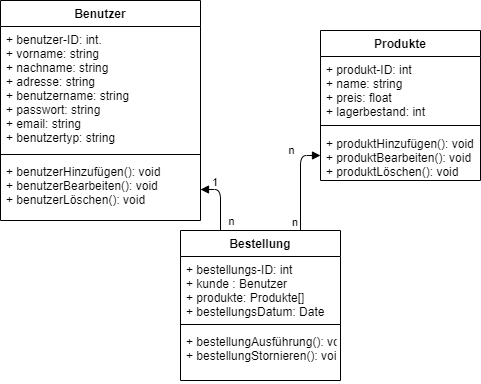 Benutzer
+ benutzer-ID: int.
+ vorname: string
+ nachname: string
+ adresse: string
+ benutzername: string
+ passwort: string
+ email: string
+ benutzertyp: string
+ benutzerHinzufügen(): void
+ benutzerBearbeiten(): void
+ benutzerLöschen(): void
Produkte
+ produkt-ID: int
+ name: string
+ preis: float
+ lagerbestand: int
+ produktHinzufügen(): void
+ produktBearbeiten(): void
+ produktLöschen(): void
n
1
n
n
Bestellung
+ bestellungs-ID: int
+ kunde : Benutzer
+ produkte: Produkte[]
+ bestellungsDatum: Date
+ bestellungAusführung(): vo
+ bestellungStornieren(): voi